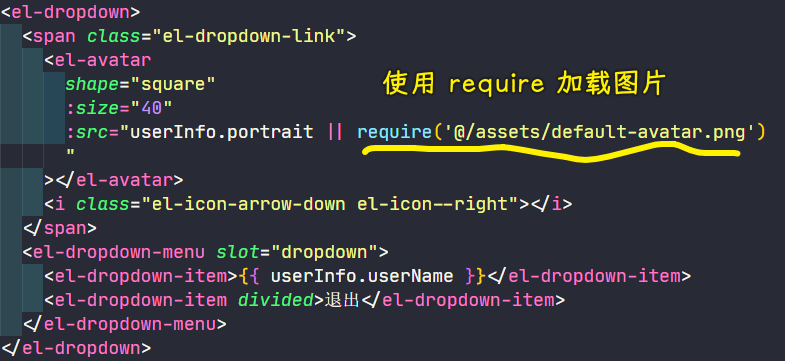 <el-dropdown>
<span class="el-dropdown-link">
<el-avatar
shape="square"
使用 require 加载图片
:size="40"
:src="userInfo.portrait || require('@/assets/default-avatar.png')
"
></el-avatar>
<i class="el-icon-arrow-down el-icon--right"></i>
</span>
<el-dropdown-menu slot="dropdown">
<el-dropdown-item>{{ userInfo.userName }}</el-dropdown-item>
<el-dropdown-item divided>退出</el-dropdown-item>
</el-dropdown-menu>
</el-dropdown>